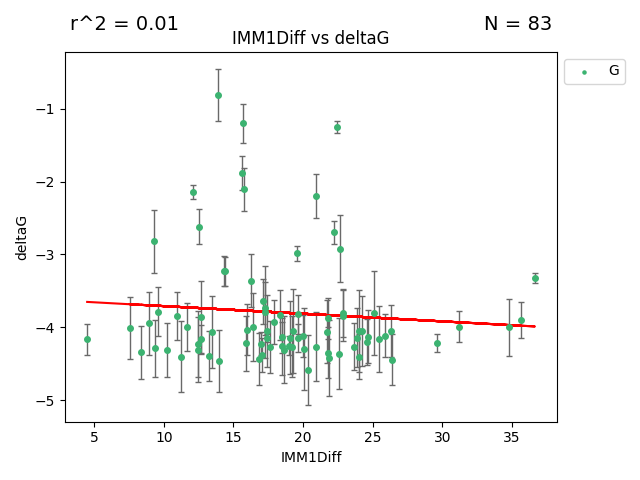 r^2 = 0.01
N = 83
IMM1Diff vs deltaG
G
deltaG
−1
−2
−3
−4
−5
5 10 15 20 25 30 35
IMM1Diff